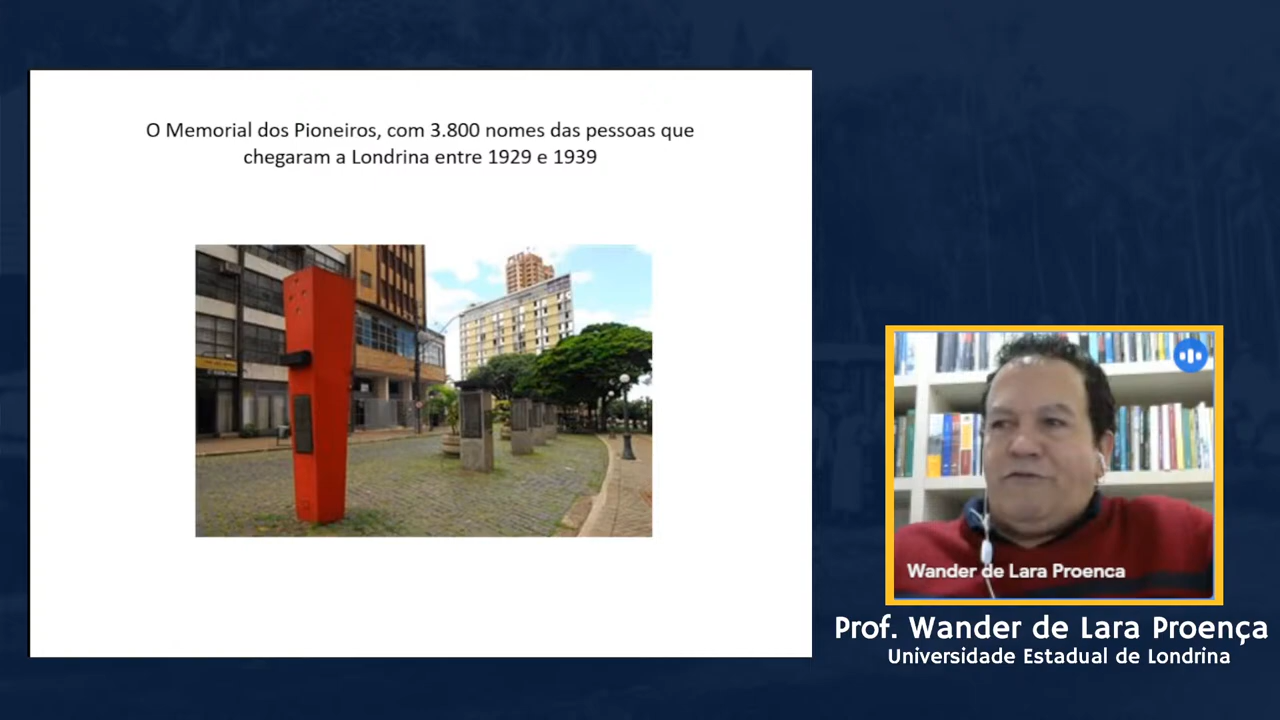 O Memorial dos Pioneiros, com 3.800 nomes das pessoas que
chegaram a Londrina entre 1929 e 1939
Wander de Lara Proenca
Prof. Wander de Lara Proença
Universidade Estadual de Londrina